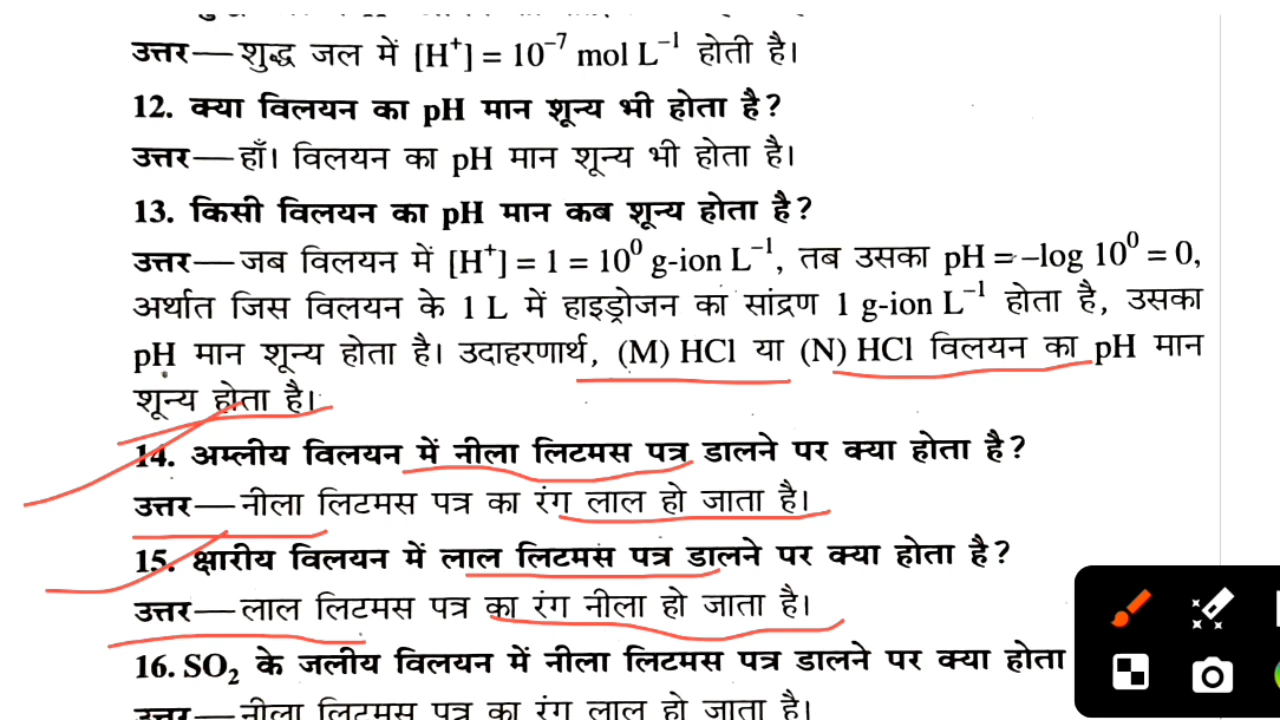 उत्तर— शुद्ध जल में [H⁺] = 10⁻⁷ mol L⁻¹ होती है।
12. क्या विलयन का pH मान शून्य भी होता है?
उत्तर— हाँ। विलयन का pH मान शून्य भी होता है।
13. किसी विलयन का pH मान कब शून्य होता है?
उत्तर— जब विलयन में [H⁺] = 1 = 10⁰ g-ion L⁻¹, तब उसका pH = –log 10⁰ = 0,
अर्थात जिस विलयन के 1 L में हाइड्रोजन का सांद्रण 1 g-ion L⁻¹ होता है, उसका
pH मान शून्य होता है। उदाहरणार्थ, (M) HCl या (N) HCl विलयन का pH मान
शून्य होता है।
14. अम्लीय विलयन में नीला लिटमस पत्र डालने पर क्या होता है?
उत्तर— नीला लिटमस पत्र का रंग लाल हो जाता है।
15. क्षारीय विलयन में लाल लिटमस पत्र डालने पर क्या होता है?
उत्तर— लाल लिटमस पत्र का रंग नीला हो जाता है।
16. SO₂ के जलीय विलयन में नीला लिटमस पत्र डालने पर क्या होता
उत्तर— नीला लिटमस पत्र का रंग लाल हो जाता है।